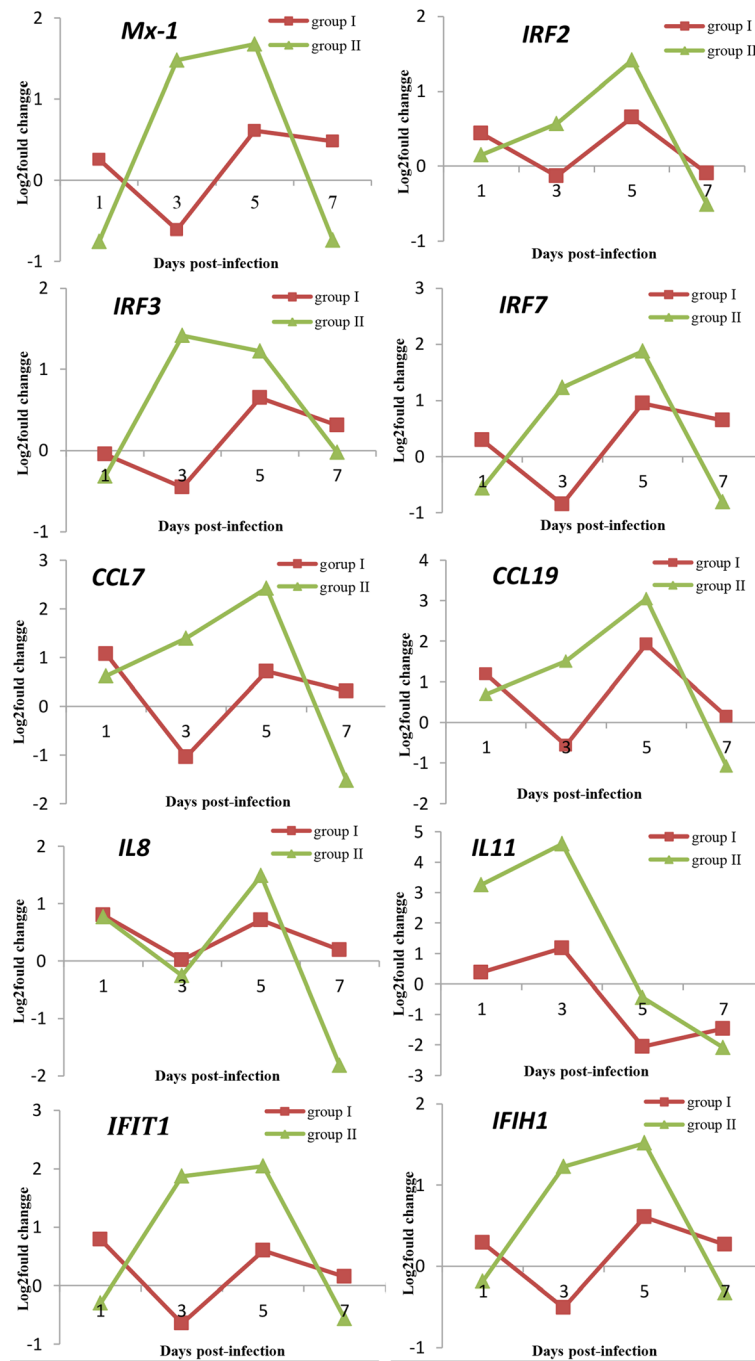 Mx-1
group I
group II
Log2fould changge
2
1
0
-1
1 3 5 7
Days post-infection
IRF2
group I
group II
Log2fould changge
2
1
0
-1
1 3 5 7
Days post-infection
IRF3
group I
group II
Log2fould changge
2
1
0
-1
1 3 5 7
Days post-infection
IRF7
group I
group II
Log2fould changge
3
2
1
0
-1
1 3 5 7
Days post-infection
CCL7
gorup I
group II
Log2fould changge
3
2
1
0
-1
-2
1 3 5 7
Days post-infection
CCL19
group I
group II
Log2fould changge
4
3
2
1
0
-1
-2
1 3 5 7
Days post-infection
IL8
group I
group II
Log2fould changge
2
1
0
-1
-2
1 3 5 7
Days post-infection
IL11
group I
group II
Log2fould changge
5
4
3
2
1
0
-1
-2
-3
1 3 5 7
Days post-infection
IFIT1
group I
group II
Log2fould changge
3
2
1
0
-1
1 3 5 7
Days post-infection
IFIH1
group I
group II
Log2fould changge
2
1
0
-1
1 3 5 7
Days post-infection